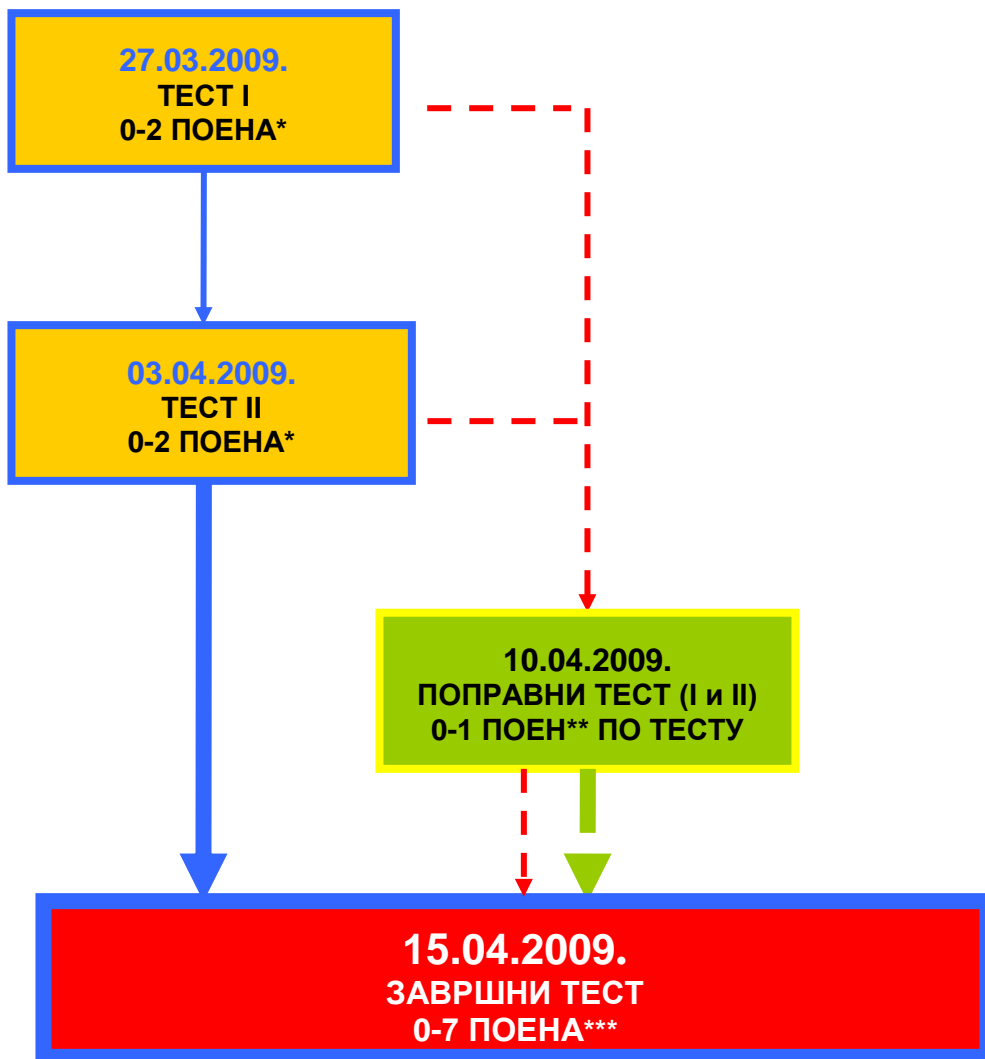 27.03.2009.
ТЕСТ I
0-2 ПОЕНА*
03.04.2009.
ТЕСТ II
0-2 ПОЕНА*
10.04.2009.
ПОПРАВНИ ТЕСТ (I и II)
0-1 ПОЕН** ПО ТЕСТУ
15.04.2009.
ЗАВРШНИ ТЕСТ
0-7 ПОЕНА***